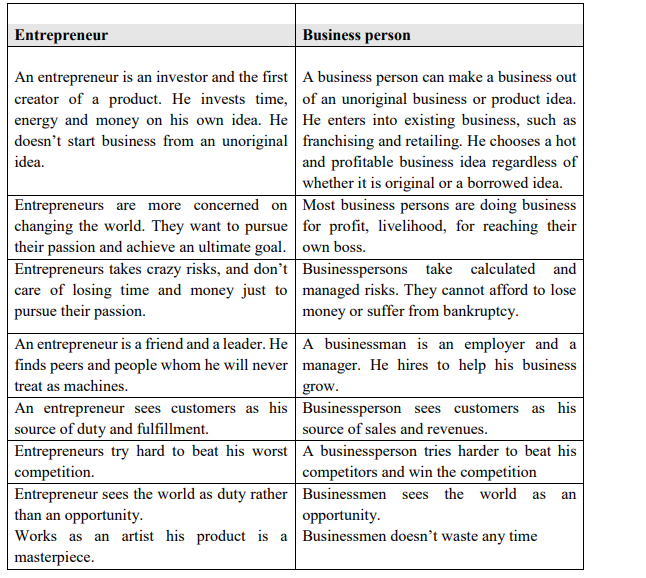 Entrepreneur
Business person
An entrepreneur is an investor and the first
creator of a product. He invests time,
energy and money on his own idea. He
doesn't start business from an unoriginal
idea.
A business person can make a business out
of an unoriginal business or product idea.
He enters into existing business, such as
franchising and retailing. He chooses a hot
and profitable business idea regardless of
whether it is original or a borrowed idea.
Entrepreneurs are more concerned on
changing the world. They want to pursue
their passion and achieve an ultimate goal.
Most business persons are doing business
for profit, livelihood, for reaching their
own boss.
Entrepreneurs takes crazy risks, and don't
care of losing time and money just to
pursue their passion.
Businesspersons take calculated and
managed risks. They cannot afford to lose
money or suffer from bankruptcy.
An entrepreneur is a friend and a leader. He
finds peers and people whom he will never
treat as machines.
A businessman is an employer and a
manager. He hires to help his business
grow.
An entrepreneur sees customers as his
source of duty and fulfillment.
Businessperson sees customers as his
source of sales and revenues.
Entrepreneurs try hard to beat his worst
competition.
A businessperson tries harder to beat his
competitors and win the competition
Entrepreneur sees the world as duty rather
than an opportunity.
Works as an artist his product is a
masterpiece.
Businessmen sees the world as an
opportunity.
Businessmen doesn't waste any time